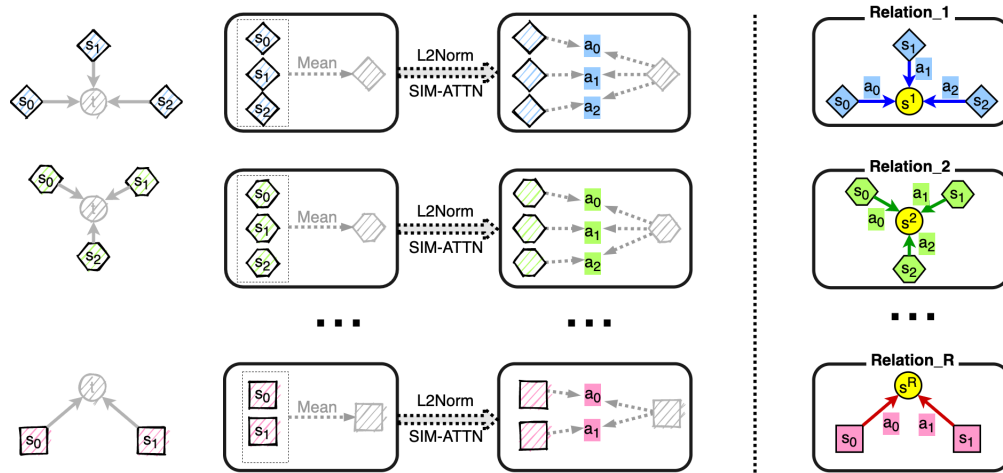 s₁
s₀ t s₂
s₀
s₁
s₂
Mean
L2Norm
SIM-ATTN
a₀
a₁
a₂
Relation_1
s₁
a₁
a₀ a₂
s₀ s¹ s₂
s₀ s₁
t
s₂
s₀
s₁
s₂
Mean
L2Norm
SIM-ATTN
a₀
a₁
a₂
Relation_2
s₀ a₁ s₁
a₀ s²
a₂
s₂
...
...
...
t
s₀ s₁
s₀
s₁
Mean
L2Norm
SIM-ATTN
a₀
a₁
Relation_R
sᴿ
a₀ a₁
s₀ s₁